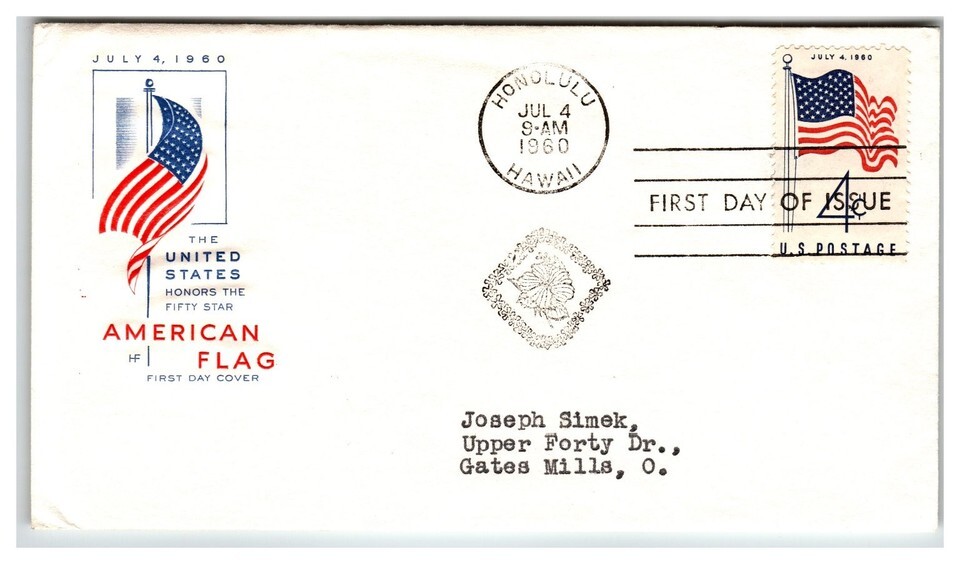 JULY 4, 1960
THE
UNITED
STATES
HONORS THE
FIFTY STAR
AMERICAN
FLAG
HF
FIRST DAY COVER
HONOLULU
JUL 4
9-AM
1960
HAWAII
JULY 4, 1960
FIRST DAY OF ISSUE
4¢
U.S. POSTAGE
Joseph Simek,
Upper Forty Dr.,
Gates Mills, O.